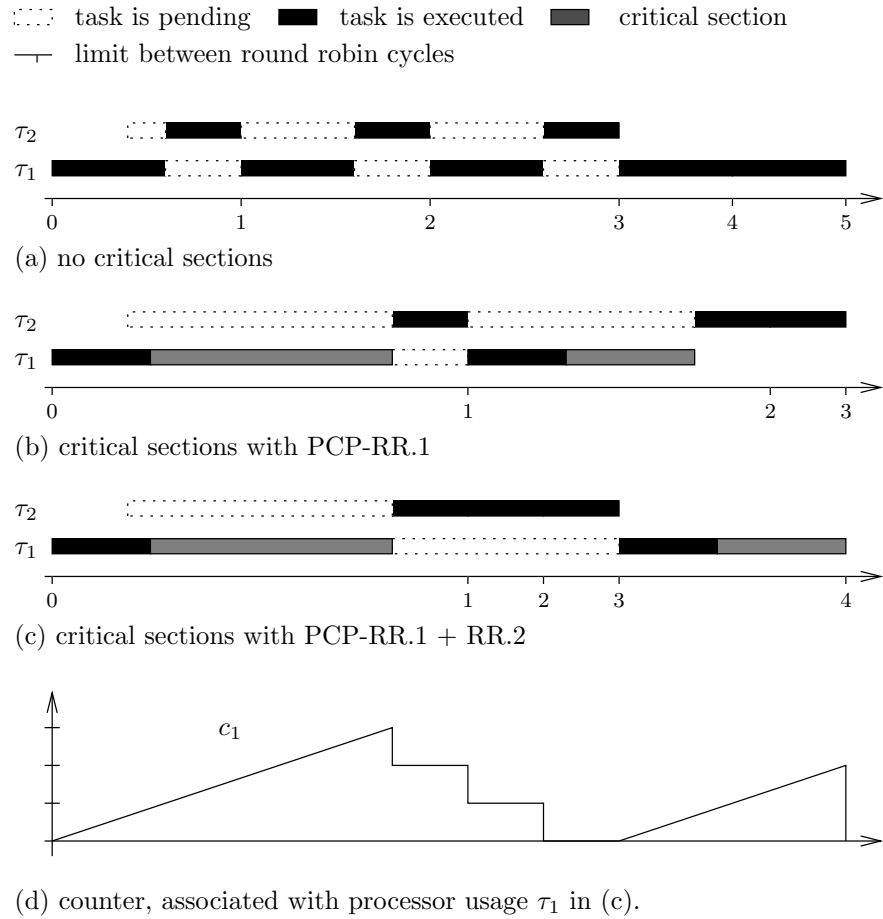 task is pending task is executed critical section
limit between round robin cycles
τ2
τ1
0 1 2 3 4 5
(a) no critical sections
τ2
τ1
0 1 2 3
(b) critical sections with PCP-RR.1
τ2
τ1
0 1 2 3 4
(c) critical sections with PCP-RR.1 + RR.2
c1
(d) counter, associated with processor usage τ1 in (c).